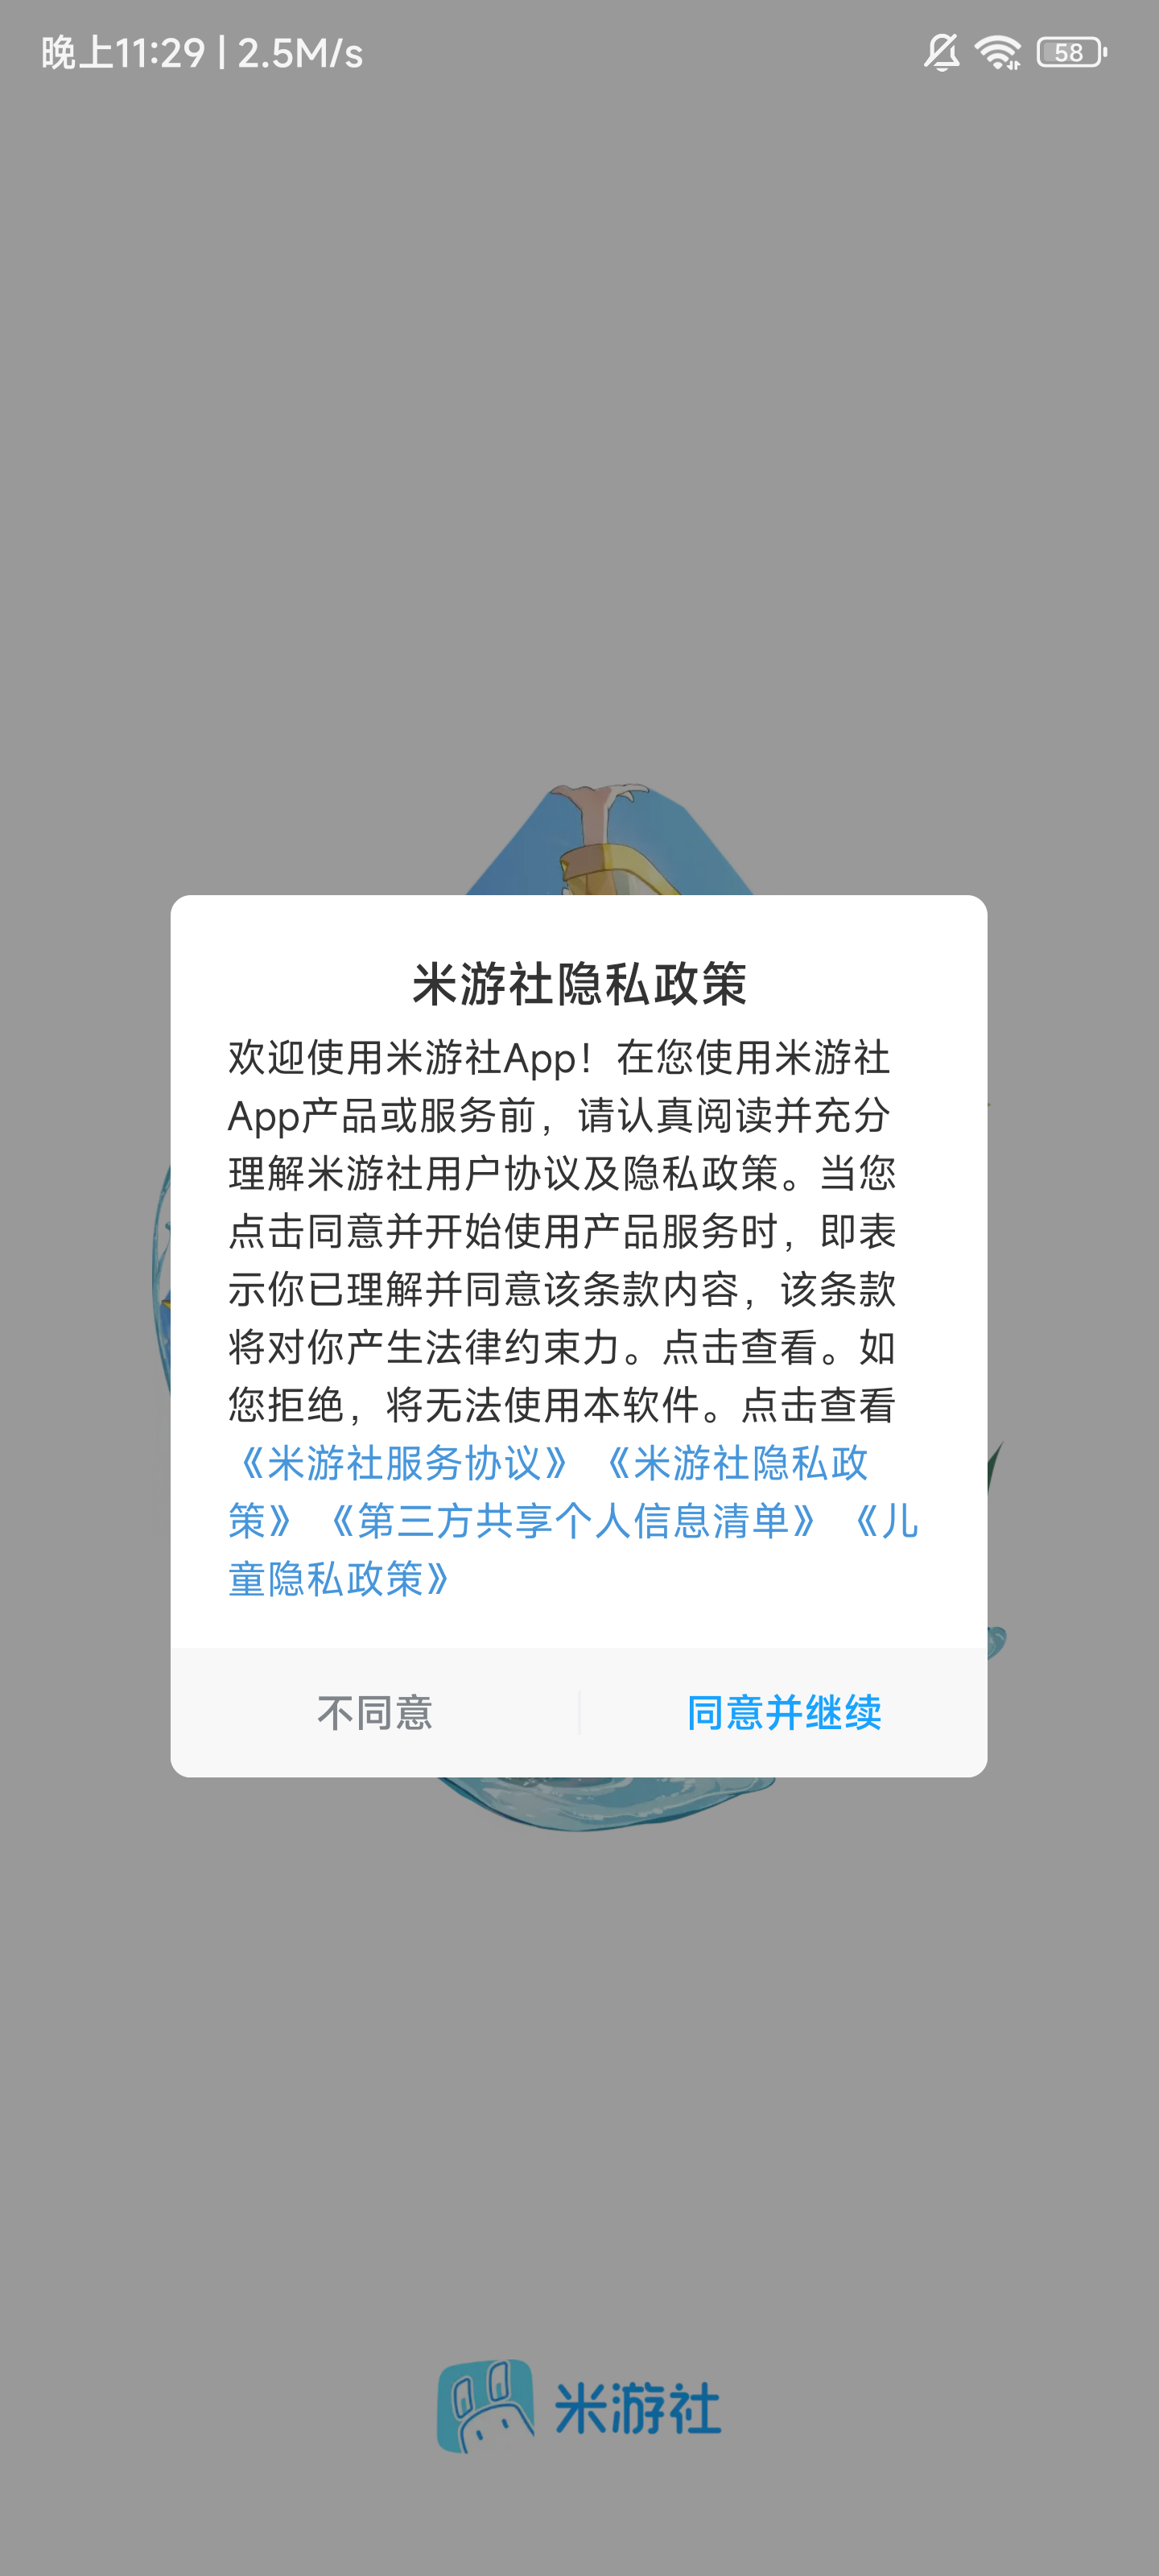 晚上11:29 | 2.5M/s
58
米游社隐私政策
欢迎使用米游社App！在您使用米游社
App产品或服务前，请认真阅读并充分
理解米游社用户协议及隐私政策。当您
点击同意并开始使用产品服务时，即表
示你已理解并同意该条款内容，该条款
将对你产生法律约束力。点击查看。如
您拒绝，将无法使用本软件。点击查看
《米游社服务协议》《米游社隐私政
策》《第三方共享个人信息清单》《儿
童隐私政策》
不同意
同意并继续
米游社